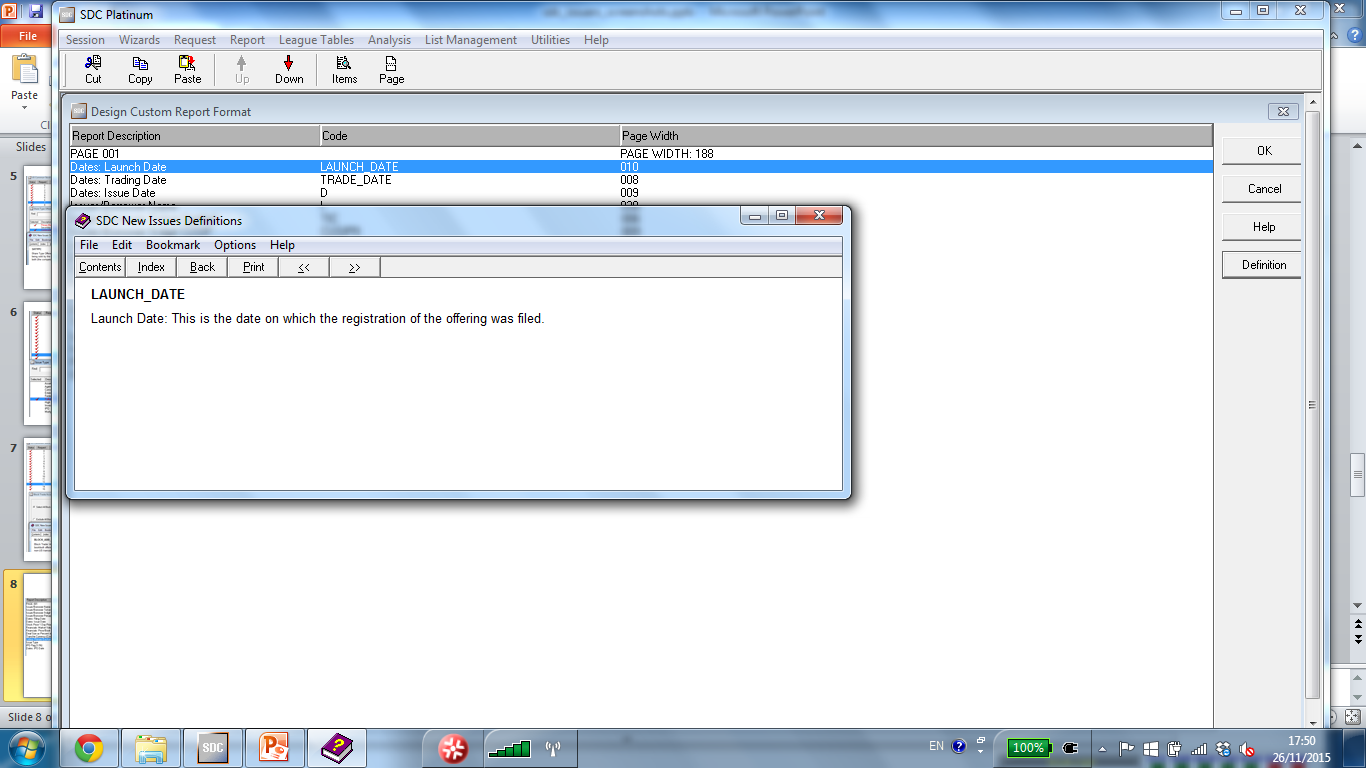 SDC Platinum
File
Session Wizards Request Report League Tables Analysis List Management Utilities Help
Paste
Cut Copy Paste Up Down Items Page
Slides
Design Custom Report Format
Report Description Code Page Width
PAGE 001 PAGE WIDTH: 188
Dates: Launch Date LAUNCH_DATE 010
Dates: Trading Date TRADE_DATE 008
Dates: Issue Date D 009
OK
Cancel
Help
Definition
SDC New Issues Definitions
File Edit Bookmark Options Help
Contents Index Back Print << >>
LAUNCH_DATE
Launch Date: This is the date on which the registration of the offering was filed.
5
6
7
8
Slide 8 o
SDC
EN
100%
17:50
26/11/2015